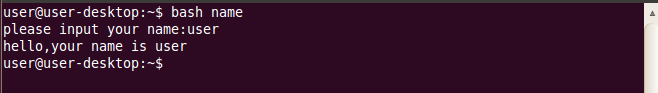 user@user-desktop:~$ bash name
please input your name:user
hello,your name is user
user@user-desktop:~$